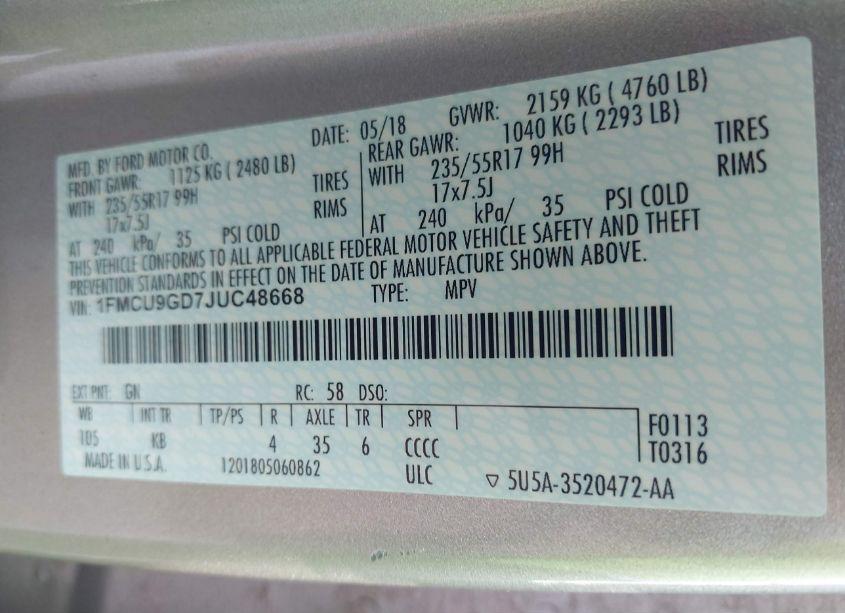 MFD. BY FORD MOTOR CO. DATE: 05/18 GVWR: 2159 KG ( 4760 LB)
FRONT GAWR: 1125 KG ( 2480 LB) REAR GAWR: 1040 KG ( 2293 LB)
WITH 235/55R17 99H TIRES WITH 235/55R17 99H TIRES
17x7.5J RIMS 17x7.5J RIMS
AT 240 kPa/ 35 PSI COLD AT 240 kPa/ 35 PSI COLD
THIS VEHICLE CONFORMS TO ALL APPLICABLE FEDERAL MOTOR VEHICLE SAFETY AND THEFT
PREVENTION STANDARDS IN EFFECT ON THE DATE OF MANUFACTURE SHOWN ABOVE.
VIN: 1FMCU9GD7JUC48668 TYPE: MPV
EXT PNT: GN RC: 58 DSO:
WB INT TR TP/PS R AXLE TR SPR
105 KB 4 35 6 CCCC
F0113
T0316
MADE IN U.S.A. 1201805060862 ULC ▽ 5U5A-3520472-AA